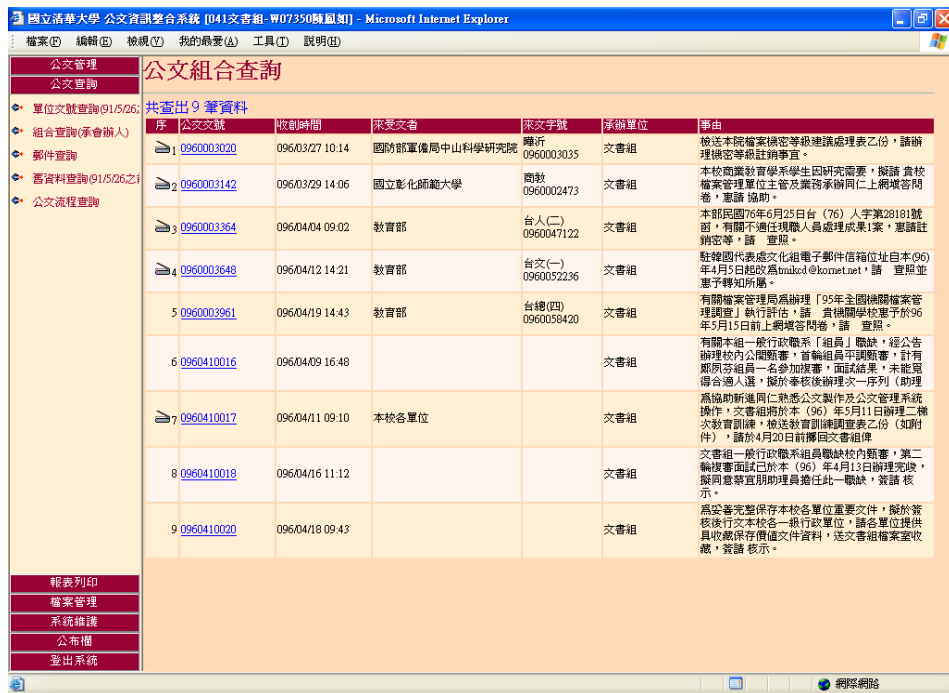 國立清華大學 公文資訊整合系統 [041文書組-W07350陳鳳如] - Microsoft Internet Explorer
檔案(F) 編輯(E) 檢視(V) 我的最愛(A) 工具(T) 說明(H)
公文管理
公文查詢
單位文號查詢(91/5/26
組合查詢(承會辦人)
郵件查詢
舊資料查詢(91/5/26之前
公文流程查詢
報表列印
檔案管理
系統維護
公布欄
登出系統
公文組合查詢
共查出9 筆資料
序 公文文號 收創時間 來受文者 來文字號 承辦單位 事由
1 0960003020 096/03/27 10:14 國防部軍備局中山科學研究院 曄沂 0960003035 文書組
檢送本院檔案機密等級建議處理表乙份，請辦
理機密等級註銷事宜。
2 0960003142 096/03/29 14:06 國立彰化師範大學 商教 0960002473 文書組
本校商業教育學系學生因研究需要，擬請 貴校
檔案管理單位主管及業務承辦同仁上網填答問
卷，惠請 協助。
3 0960003364 096/04/04 09:02 教育部 台人(二) 0960047122 文書組
本部民國76年6月25日台（76）人字第28181號
函，有關不適任現職人員處理成果1案，惠請註
銷密等，請　查照。
4 0960003648 096/04/12 14:21 教育部 台文(一) 0960052236 文書組
駐韓國代表處文化組電子郵件信箱位址自本(96)
年4月5日起改為tmikcd@kornet.net，請　查照並
惠予轉知所屬。
5 0960003961 096/04/19 14:43 教育部 台總(四) 0960058420 文書組
有關檔案管理局為辦理「95年全國機關檔案管
理調查」執行評估，請　貴機關學校惠予於96
年5月15日前上網填答問卷，請　查照。
6 0960410016 096/04/09 16:48 文書組
有關本組一般行政職系「組員」職缺，經公告
辦理校內公開甄審，首輪組員平調甄審，計有
鄭夙芬組員一名參加複審，面試結果，未能覓
得合適人選，擬於奉核後辦理次一序列（助理
7 0960410017 096/04/11 09:10 本校各單位 文書組
為協助新進同仁熟悉公文製作及公文管理系統
操作，文書組將於本（96）年5月11日辦理二梯
次教育訓練，檢送教育訓練調查表乙份（如附
件），請於4月20日前擲回文書組俾
8 0960410018 096/04/16 11:12 文書組
文書組一般行政職系組員職缺校內甄審，第二
輪複審面試已於本（96）年4月13日辦理完竣，
擬同意蔡宜朋助理員擔任此一職缺，簽請 核
示。
9 0960410020 096/04/18 09:43 文書組
為妥善完整保存本校各單位重要文件，擬於簽
核後行文本校各一級行政單位，請各單位提供
具收藏保存價值文件資料，送文書組檔案室收
藏，簽請 核示。
網際網路